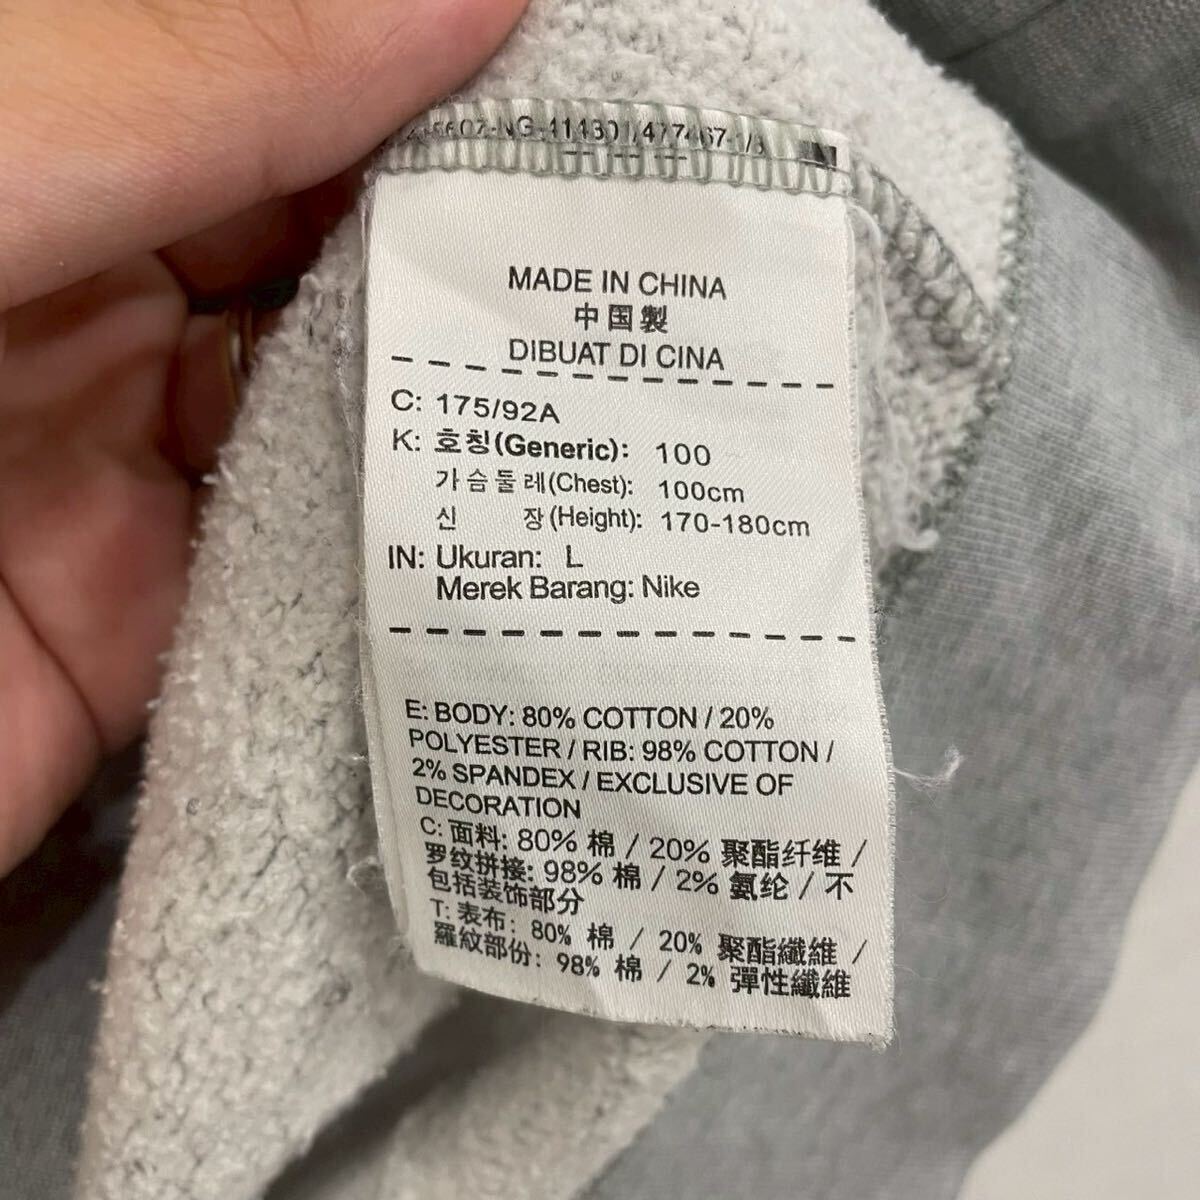 MADE IN CHINA
中国製
DIBUAT DI CINA
C: 175/92A
K: 호칭(Generic): 100
가슴둘레(Chest): 100cm
신 장(Height): 170-180cm
IN: Ukuran: L
Merek Barang: Nike
E: BODY: 80% COTTON / 20%
POLYESTER / RIB: 98% COTTON /
2% SPANDEX / EXCLUSIVE OF
DECORATION
C: 面料: 80% 棉 / 20% 聚酯纤维 /
罗纹拼接: 98% 棉 / 2% 氨纶 / 不
包括装饰部分
T: 表布: 80% 棉 / 20% 聚酯纖維 /
羅紋部份: 98% 棉 / 2% 彈性纖維